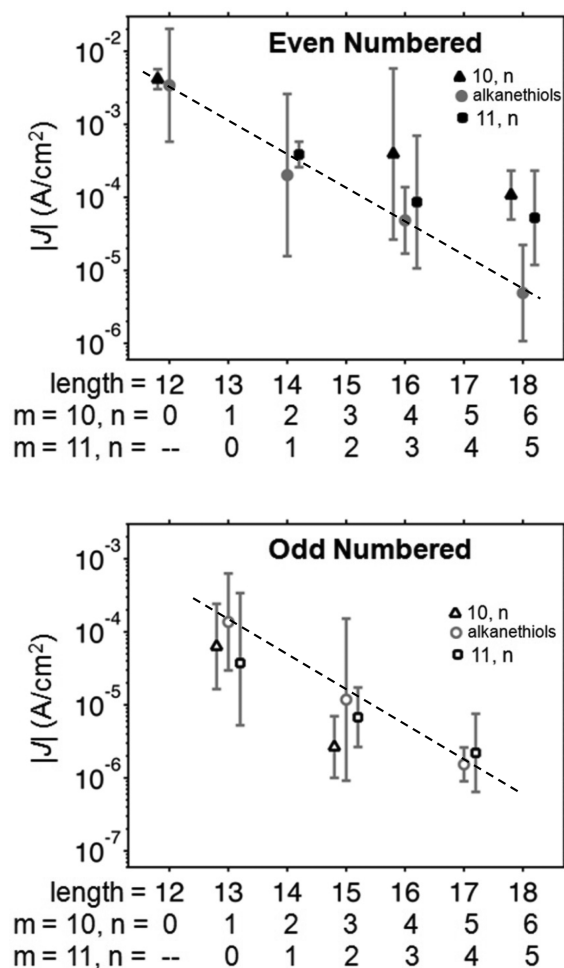 Even Numbered
10, n
alkanethiols
11, n
|J| (A/cm²)
10⁻²
10⁻³
10⁻⁴
10⁻⁵
10⁻⁶
length = 12 13 14 15 16 17 18
m = 10, n = 0 1 2 3 4 5 6
m = 11, n = -- 0 1 2 3 4 5
Odd Numbered
10, n
alkanethiols
11, n
|J| (A/cm²)
10⁻³
10⁻⁴
10⁻⁵
10⁻⁶
10⁻⁷
length = 12 13 14 15 16 17 18
m = 10, n = 0 1 2 3 4 5 6
m = 11, n = -- 0 1 2 3 4 5